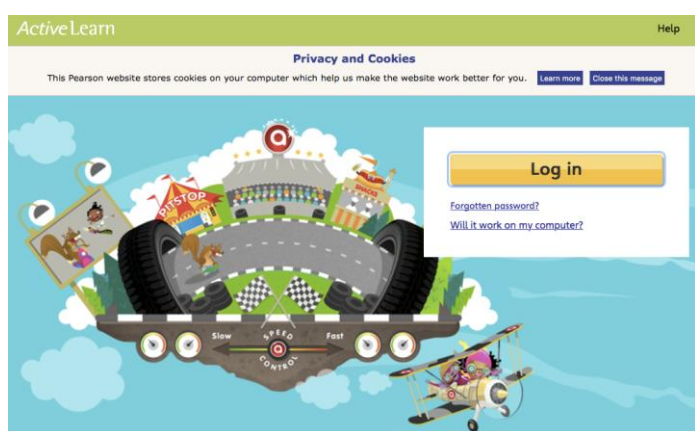 ActiveLearn
Help
Privacy and Cookies
This Pearson website stores cookies on your computer which help us make the website work better for you. Learn more Close this message
a
PITSTOP
SNACKS
Log in
Forgotten password?
Will it work on my computer?
Slow SPEED Fast
a
CONTROL